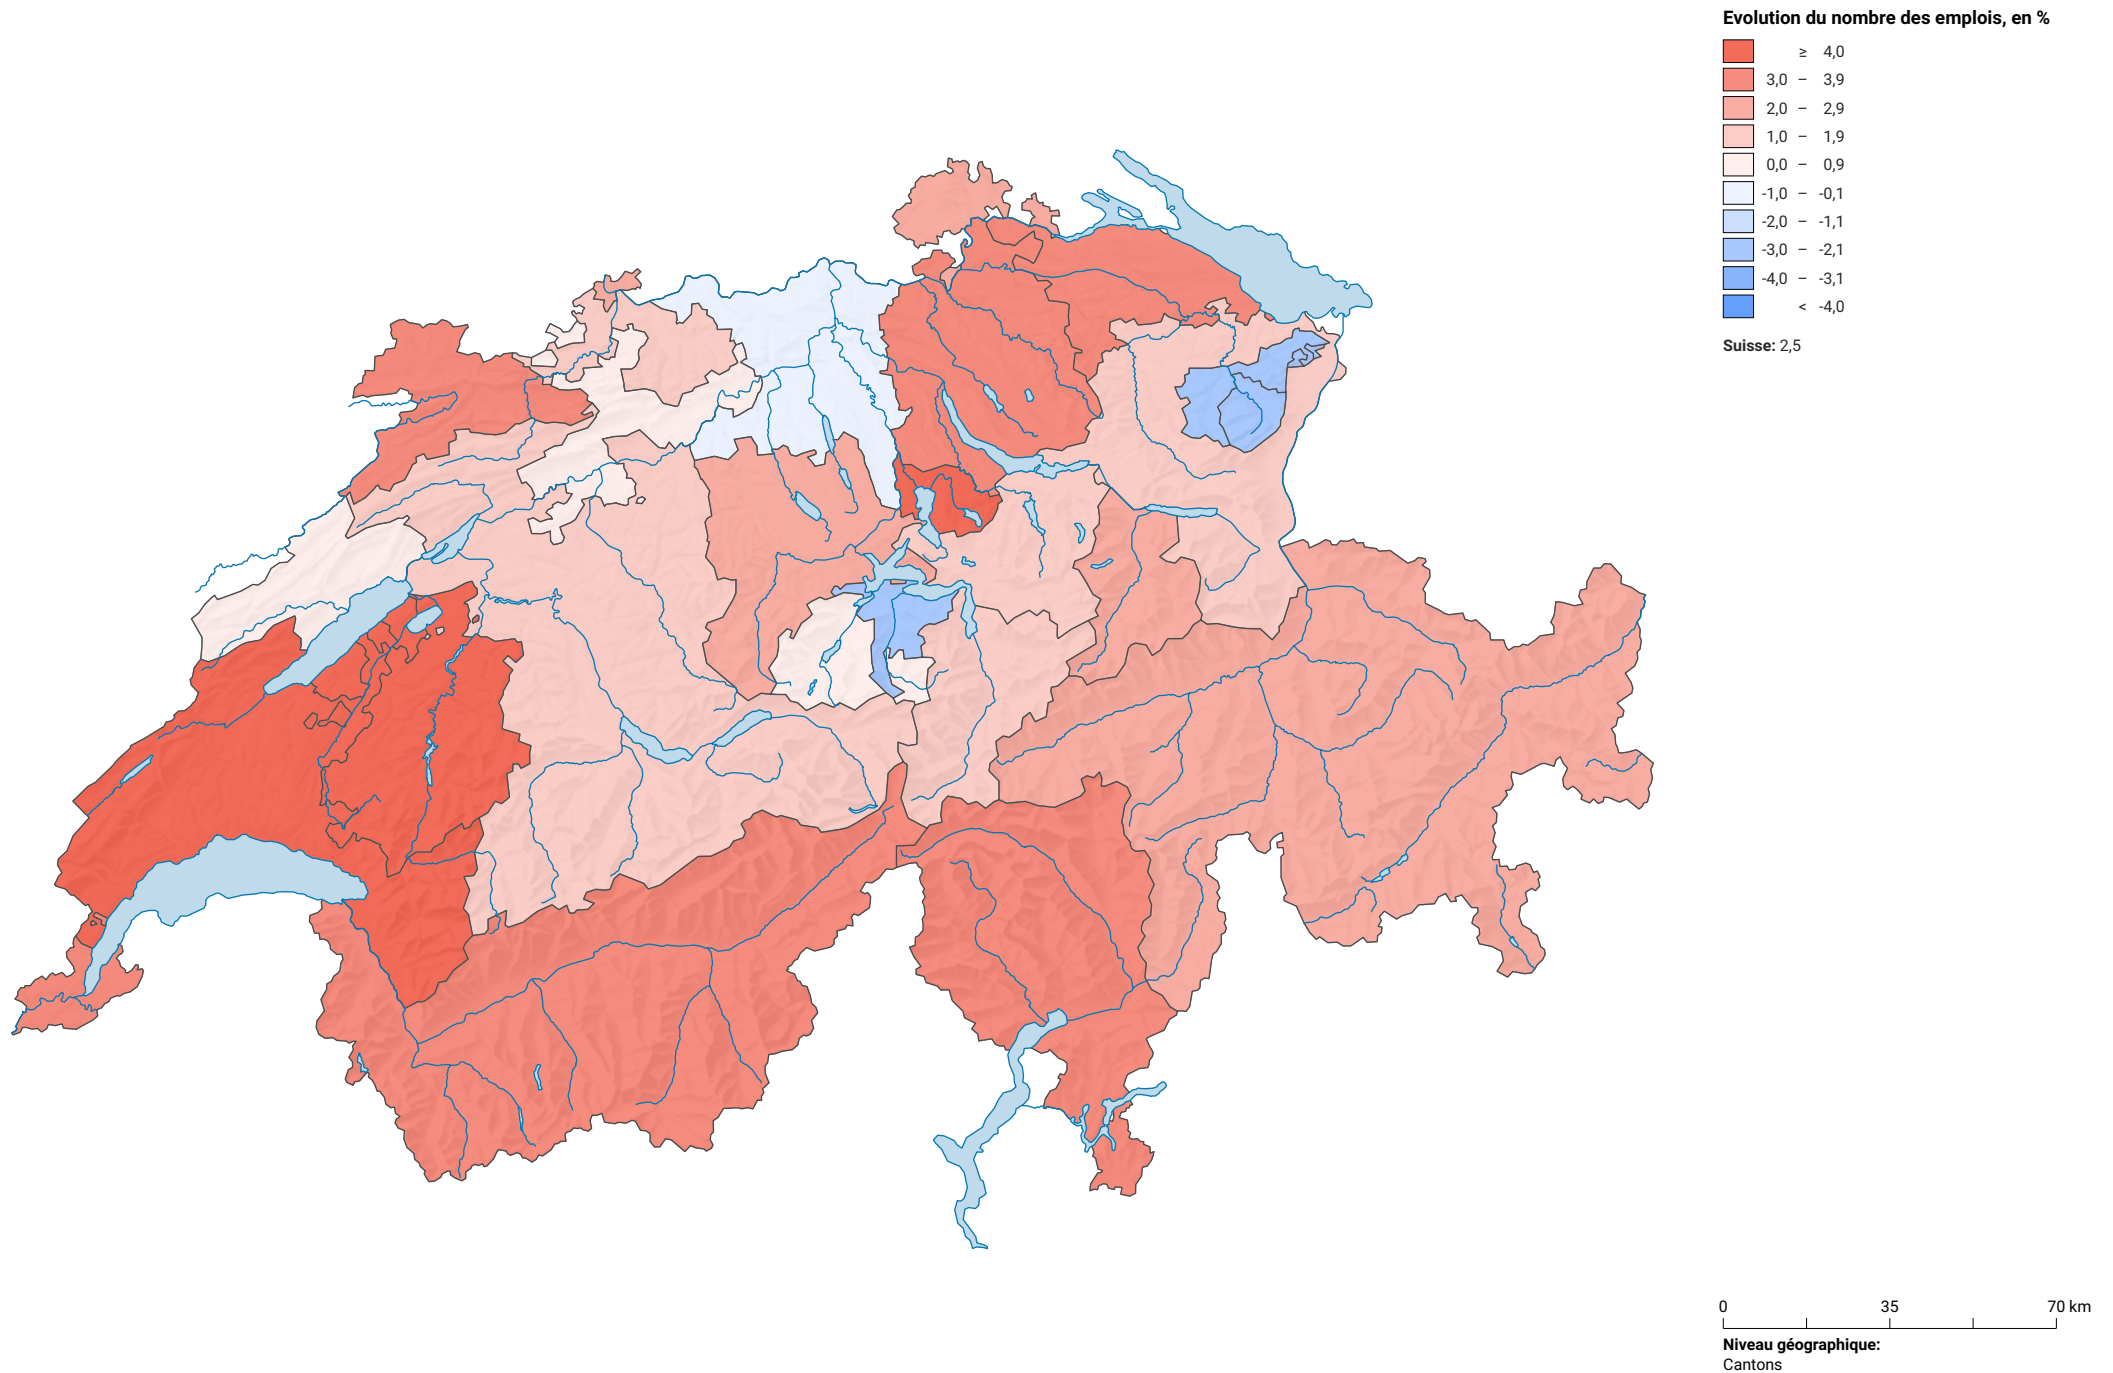 Evolution du nombre des emplois, en %
≥ 4,0
3,0 – 3,9
2,0 – 2,9
1,0 – 1,9
0,0 – 0,9
-1,0 – -0,1
-2,0 – -1,1
-3,0 – -2,1
-4,0 – -3,1
< -4,0
Suisse: 2,5
0 35 70 km
Niveau géographique:
Cantons